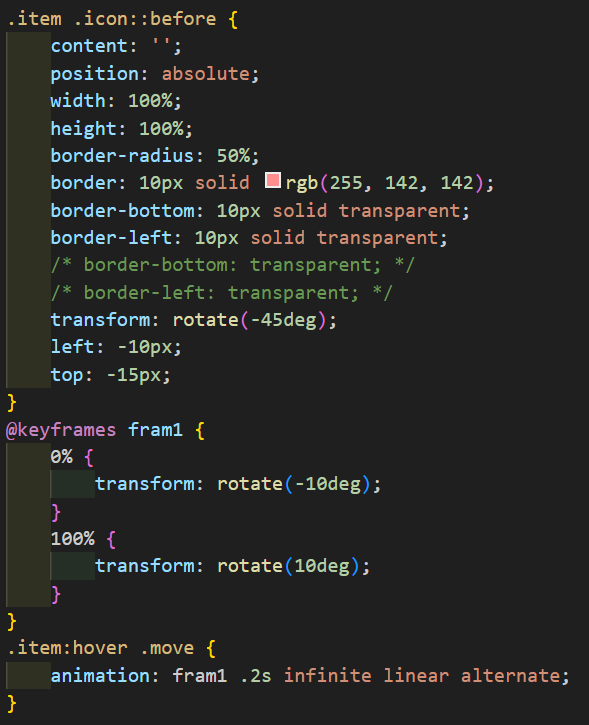 .item .icon::before {
    content: '';
    position: absolute;
    width: 100%;
    height: 100%;
    border-radius: 50%;
    border: 10px solid rgb(255, 142, 142);
    border-bottom: 10px solid transparent;
    border-left: 10px solid transparent;
    /* border-bottom: transparent; */
    /* border-left: transparent; */
    transform: rotate(-45deg);
    left: -10px;
    top: -15px;
}
@keyframes fram1 {
    0% {
        transform: rotate(-10deg);
    }
    100% {
        transform: rotate(10deg);
    }
}
.item:hover .move {
    animation: fram1 .2s infinite linear alternate;
}